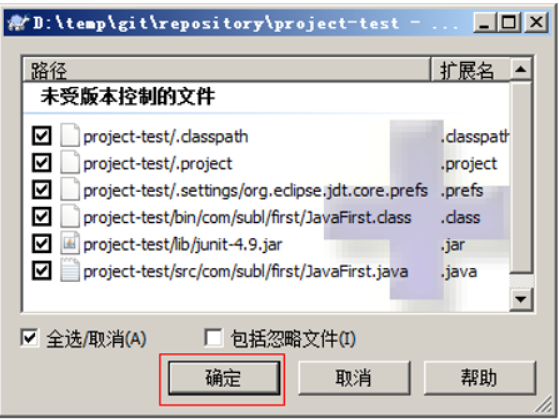 D:\temp\git\repository\project-test - ...
路径 扩展名
未受版本控制的文件
project-test/.classpath .classpath
project-test/.project .project
project-test/.settings/org.eclipse.jdt.core.prefs .prefs
project-test/bin/com/subl/first/JavaFirst.class .class
project-test/lib/junit-4.9.jar .jar
project-test/src/com/subl/first/JavaFirst.java .java
全选/取消(A) 包括忽略文件(I)
确定 取消 帮助